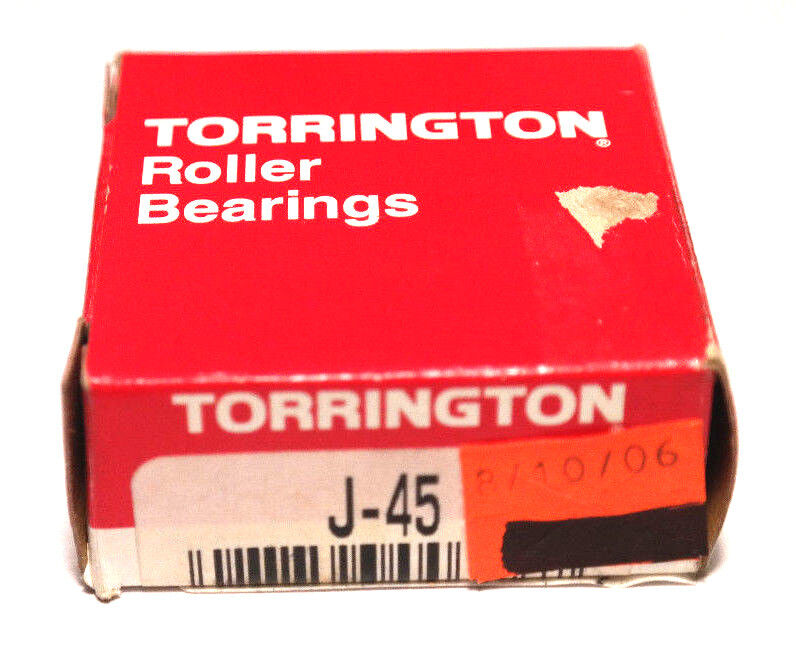 TORRINGTON®
Roller
Bearings
TORRINGTON
J-45
8/10/06